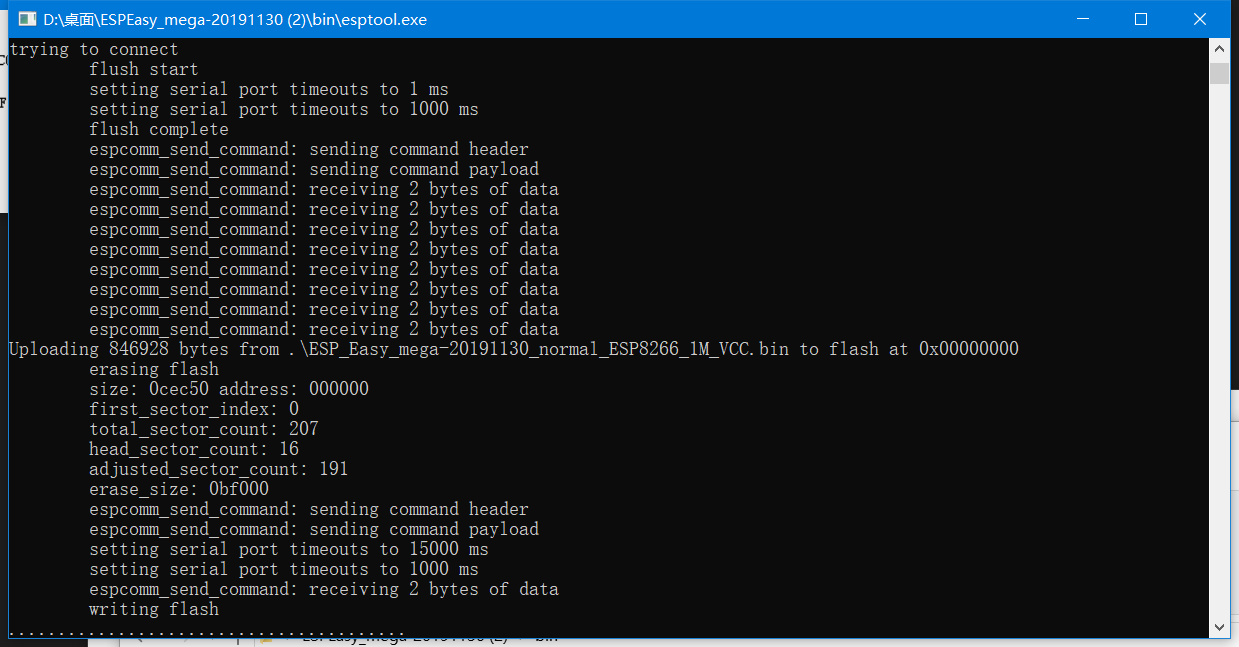 D:\桌面\ESPEasy_mega-20191130 (2)\bin\esptool.exe
trying to connect
flush start
setting serial port timeouts to 1 ms
setting serial port timeouts to 1000 ms
flush complete
espcomm_send_command: sending command header
espcomm_send_command: sending command payload
espcomm_send_command: receiving 2 bytes of data
espcomm_send_command: receiving 2 bytes of data
espcomm_send_command: receiving 2 bytes of data
espcomm_send_command: receiving 2 bytes of data
espcomm_send_command: receiving 2 bytes of data
espcomm_send_command: receiving 2 bytes of data
espcomm_send_command: receiving 2 bytes of data
espcomm_send_command: receiving 2 bytes of data
Uploading 846928 bytes from .\ESP_Easy_mega-20191130_normal_ESP8266_1M_VCC.bin to flash at 0x00000000
erasing flash
size: 0cec50 address: 000000
first_sector_index: 0
total_sector_count: 207
head_sector_count: 16
adjusted_sector_count: 191
erase_size: 0bf000
espcomm_send_command: sending command header
espcomm_send_command: sending command payload
setting serial port timeouts to 15000 ms
setting serial port timeouts to 1000 ms
espcomm_send_command: receiving 2 bytes of data
writing flash
........................................